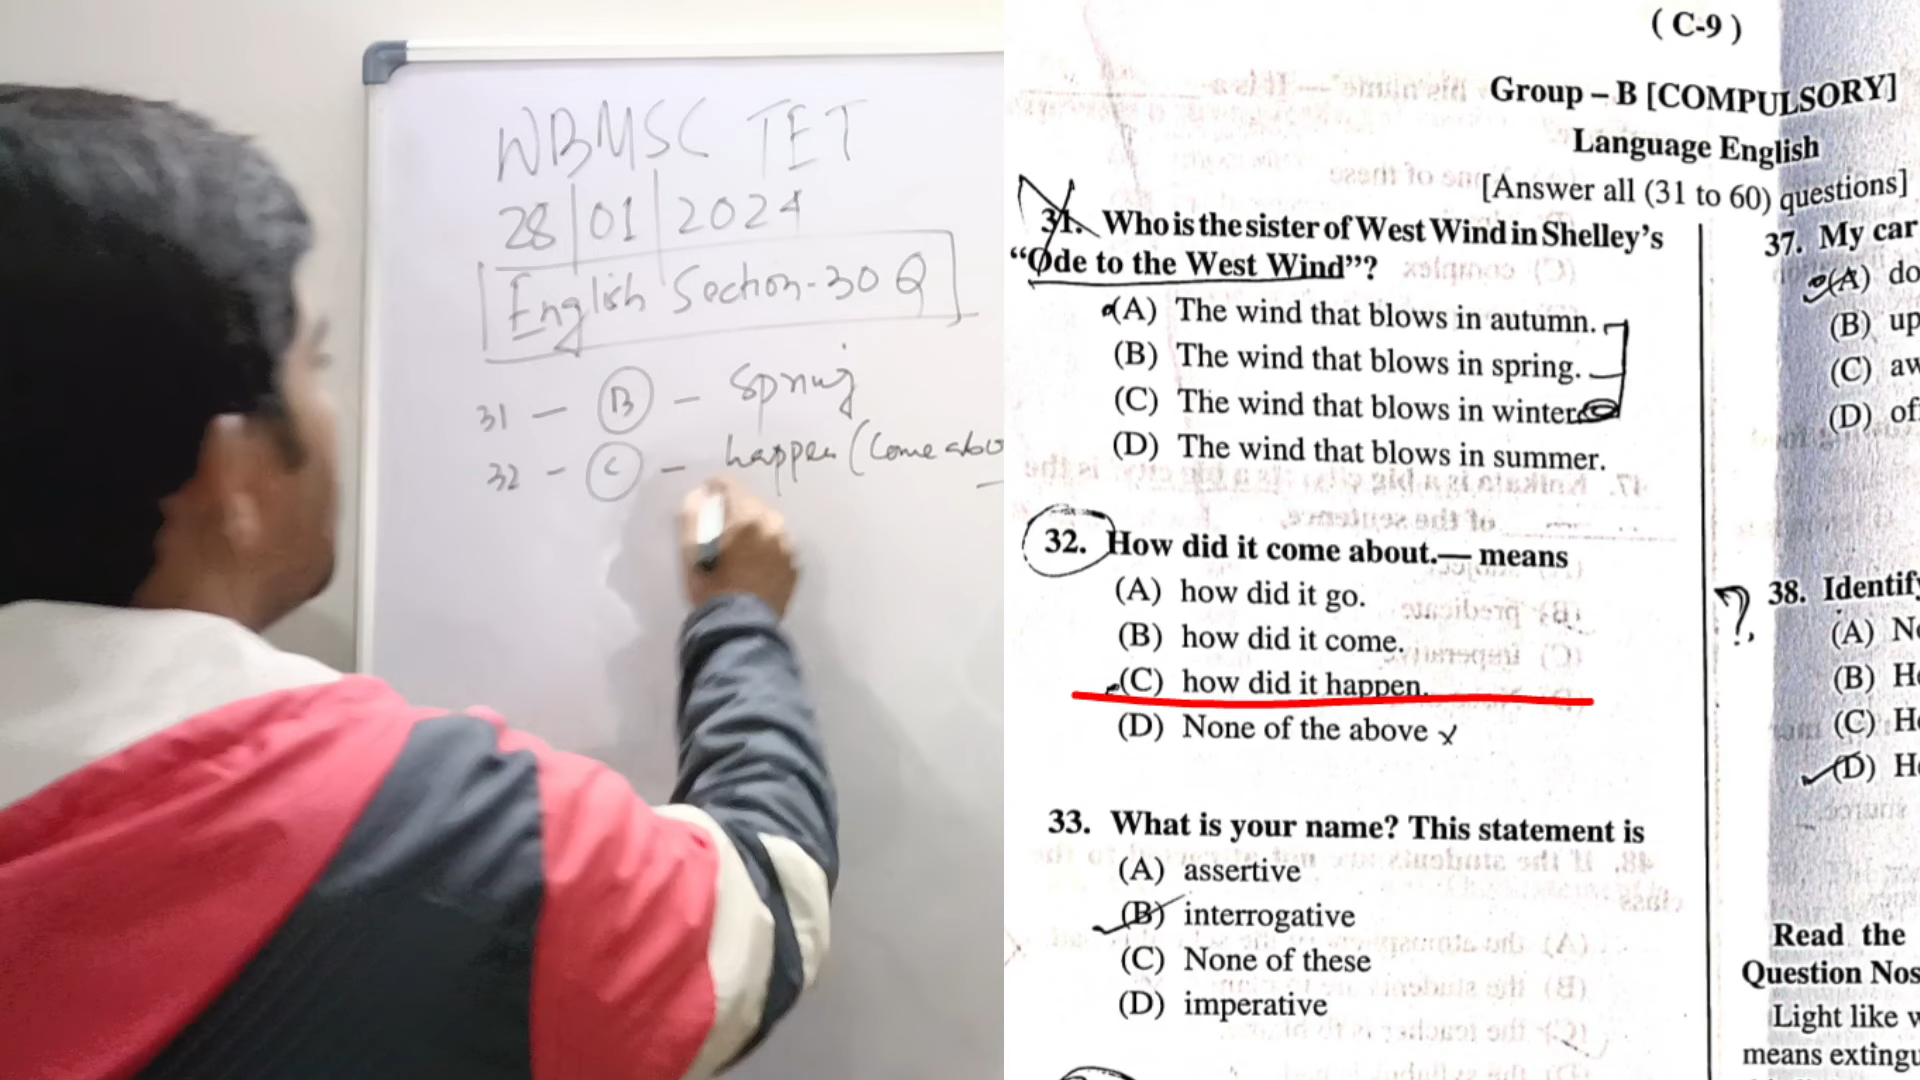 WBMSC TET
28/01/2024
English Section-30 Q
31 - B - Spring
32 - C - happen (Come abo
( C-9 )
Group – B [COMPULSORY]
Language English
[Answer all (31 to 60) questions]
31. Who is the sister of West Wind in Shelley's
“Ode to the West Wind”?
(A) The wind that blows in autumn.
(B) The wind that blows in spring.
(C) The wind that blows in winter.
(D) The wind that blows in summer.
32. How did it come about.— means
(A) how did it go.
(B) how did it come.
(C) how did it happen.
(D) None of the above
33. What is your name? This statement is
(A) assertive
(B) interrogative
(C) None of these
(D) imperative
37. My car
(A) do
(B) up
(C) aw
(D) of
? 38. Identify
(A) No
(B) He
(C) He
(D) He
Read the
Question Nos
Light like w
means extingu